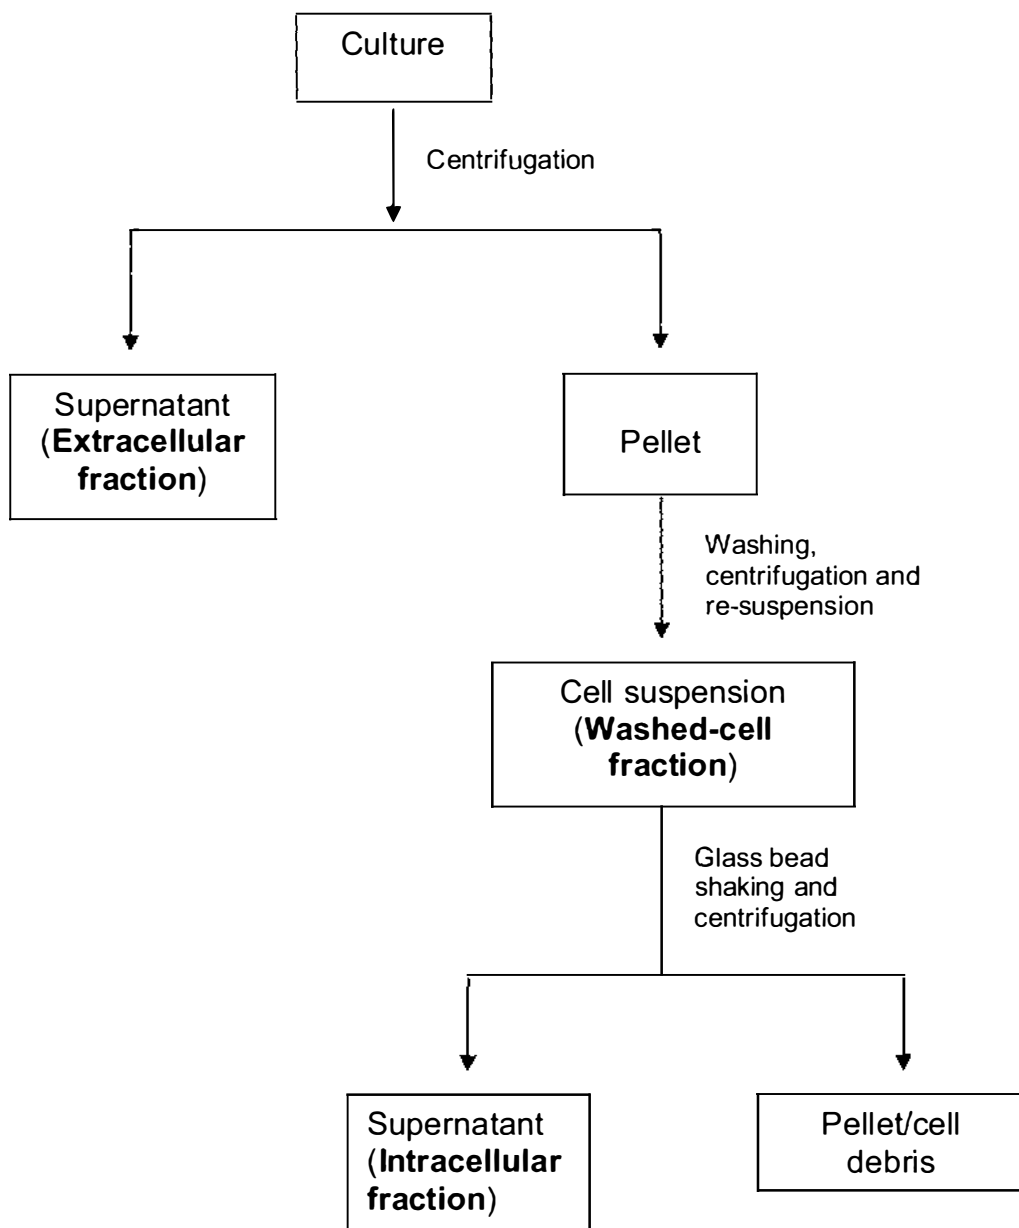 Culture
Centrifugation
Supernatant
(Extracellular
fraction)
Pellet
Washing,
centrifugation and
re-suspension
Cell suspension
(Washed-cell
fraction)
Glass bead
shaking and
centrifugation
Supernatant
(Intracellular
fraction)
Pellet/cell
debris